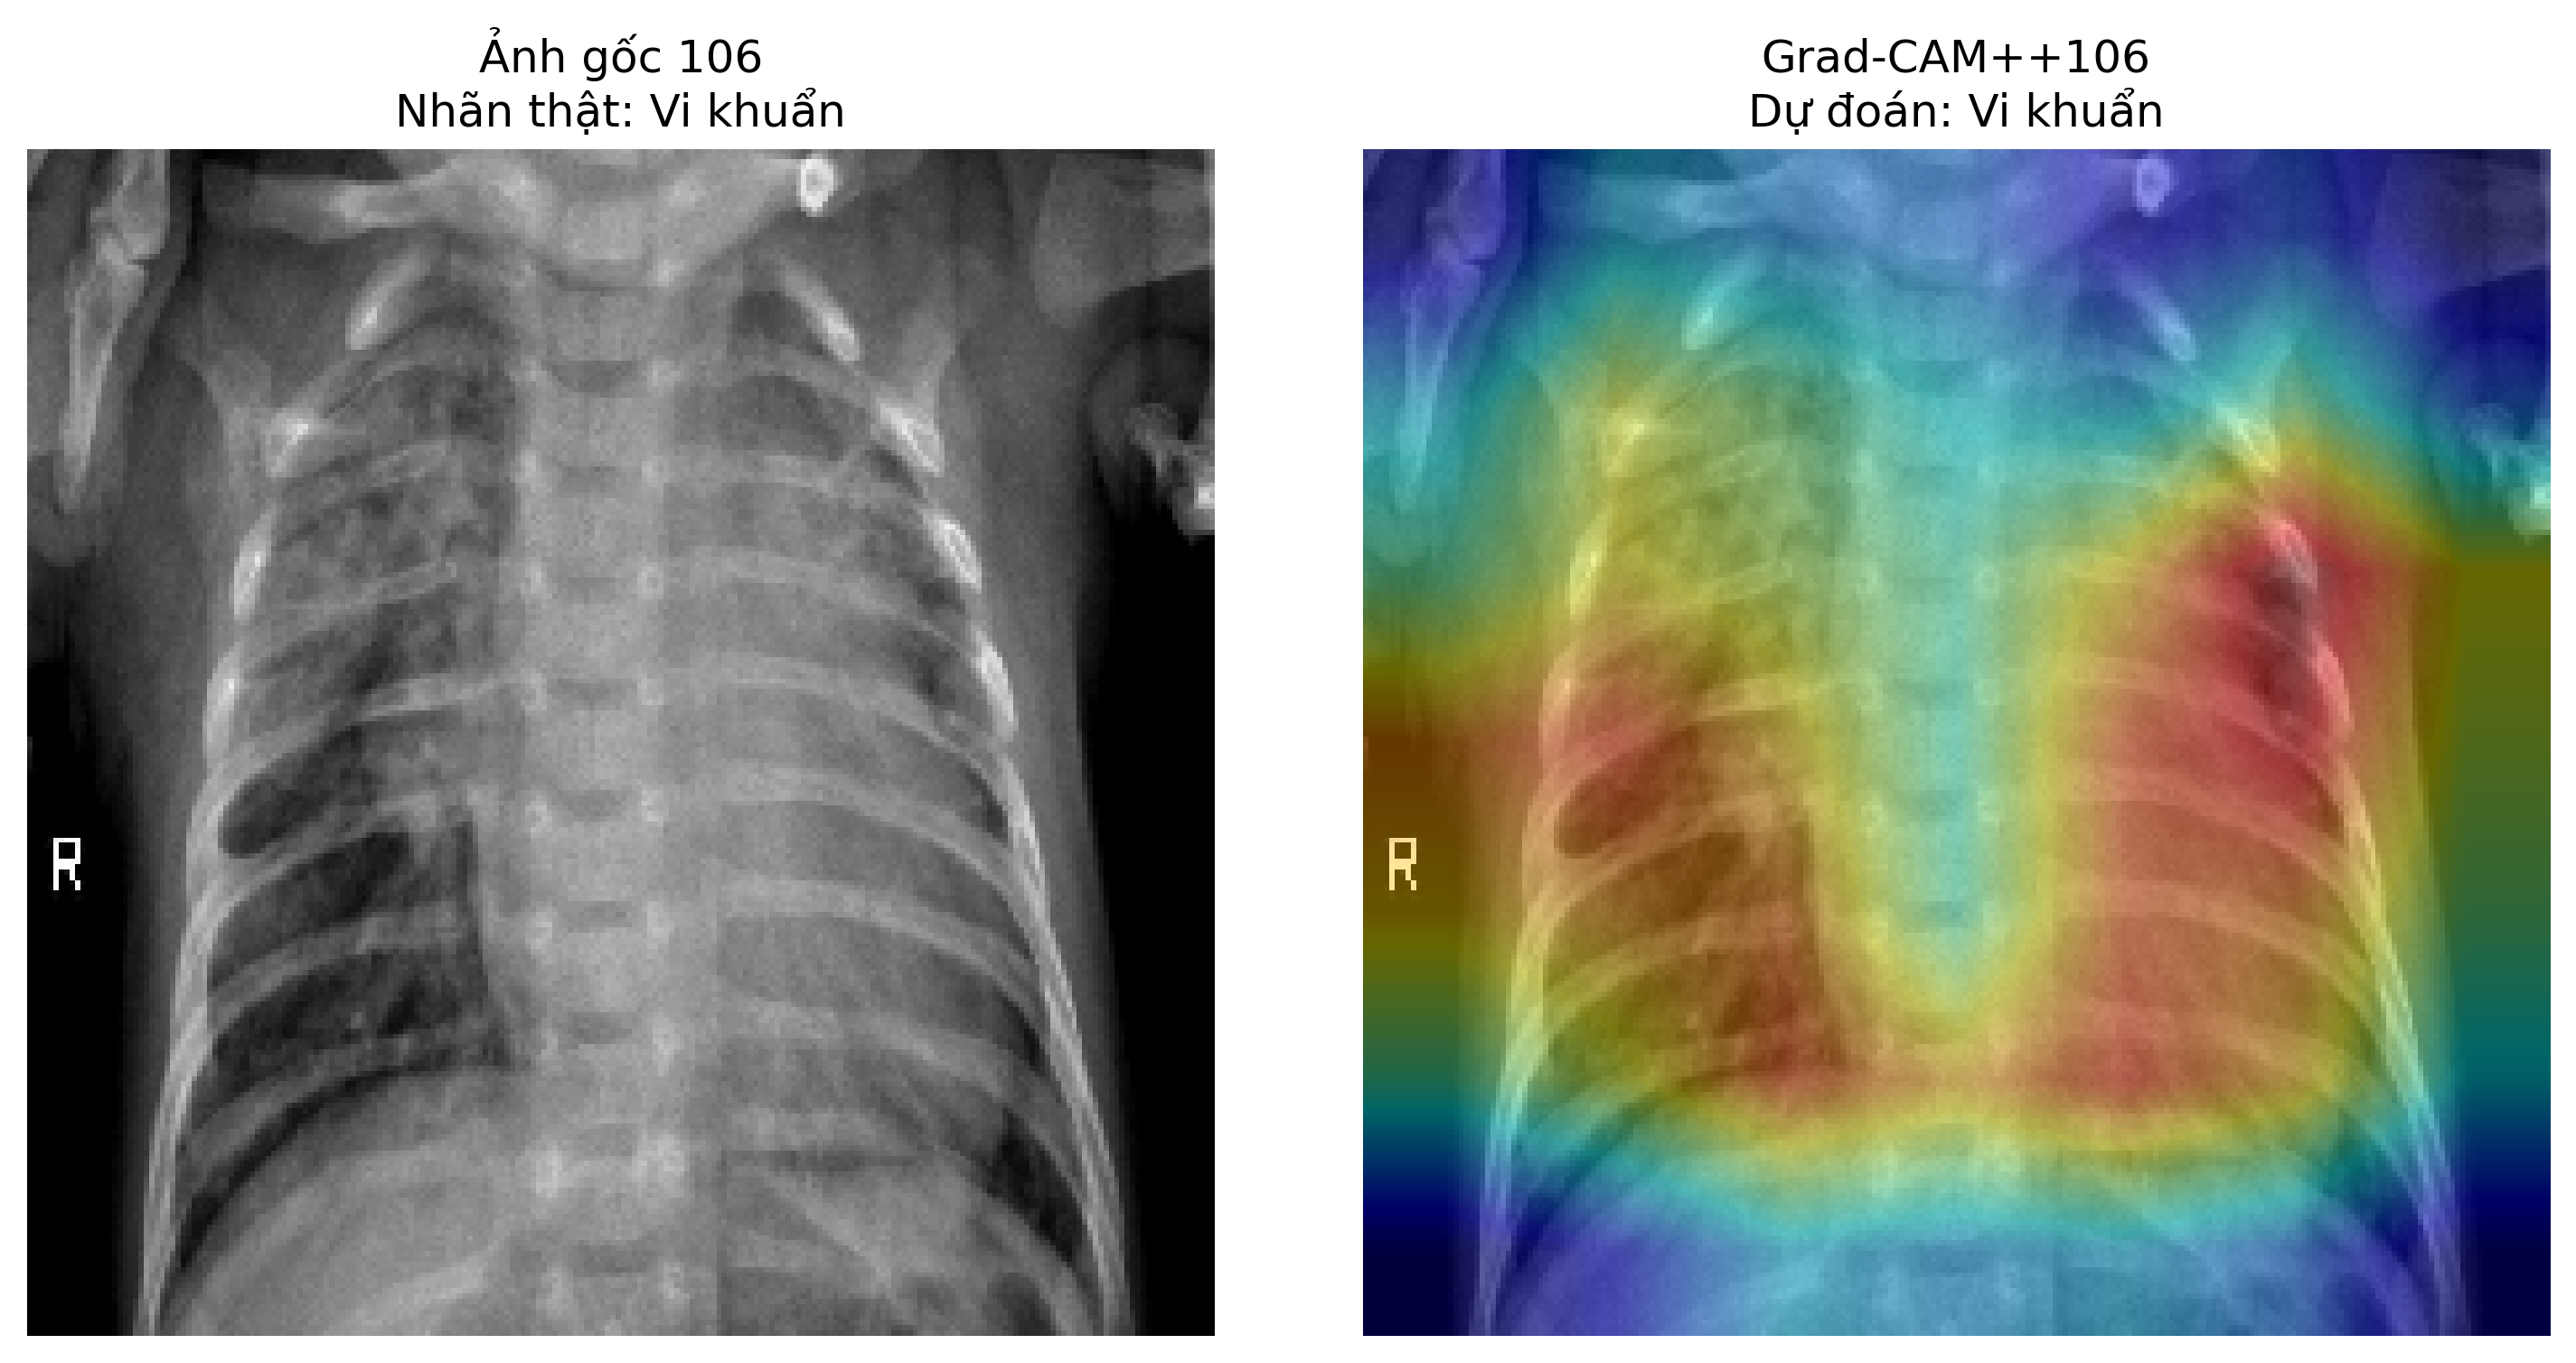 Ảnh gốc 106
Nhãn thật: Vi khuẩn
Grad-CAM++106
Dự đoán: Vi khuẩn
R
R